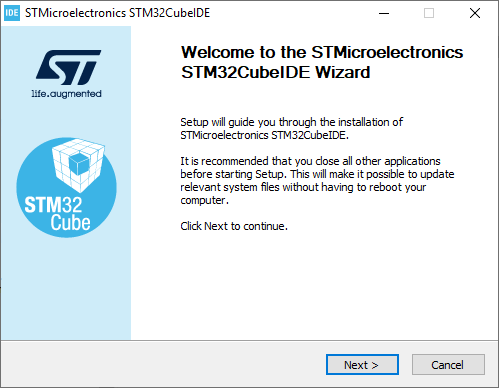 IDE STMicroelectronics STM32CubeIDE
life.augmented
STM32
Cube
Welcome to the STMicroelectronics
STM32CubeIDE Wizard
Setup will guide you through the installation of
STMicroelectronics STM32CubeIDE.
It is recommended that you close all other applications
before starting Setup. This will make it possible to update
relevant system files without having to reboot your
computer.
Click Next to continue.
Next >
Cancel